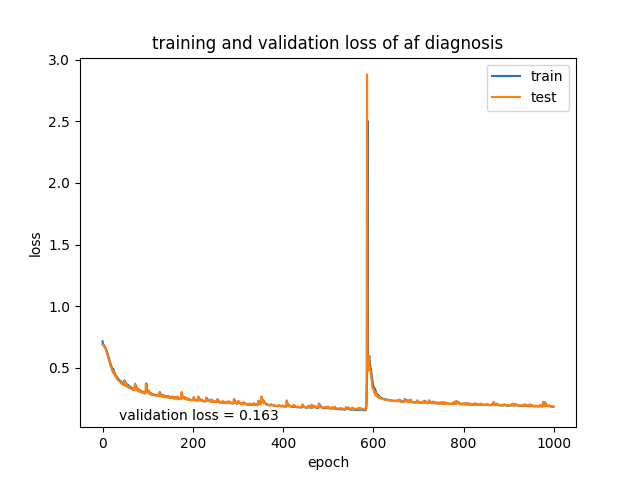 training and validation loss of af diagnosis
3.0
2.5
2.0
1.5
1.0
0.5
loss
train
test
validation loss = 0.163
0 200 400 600 800 1000
epoch